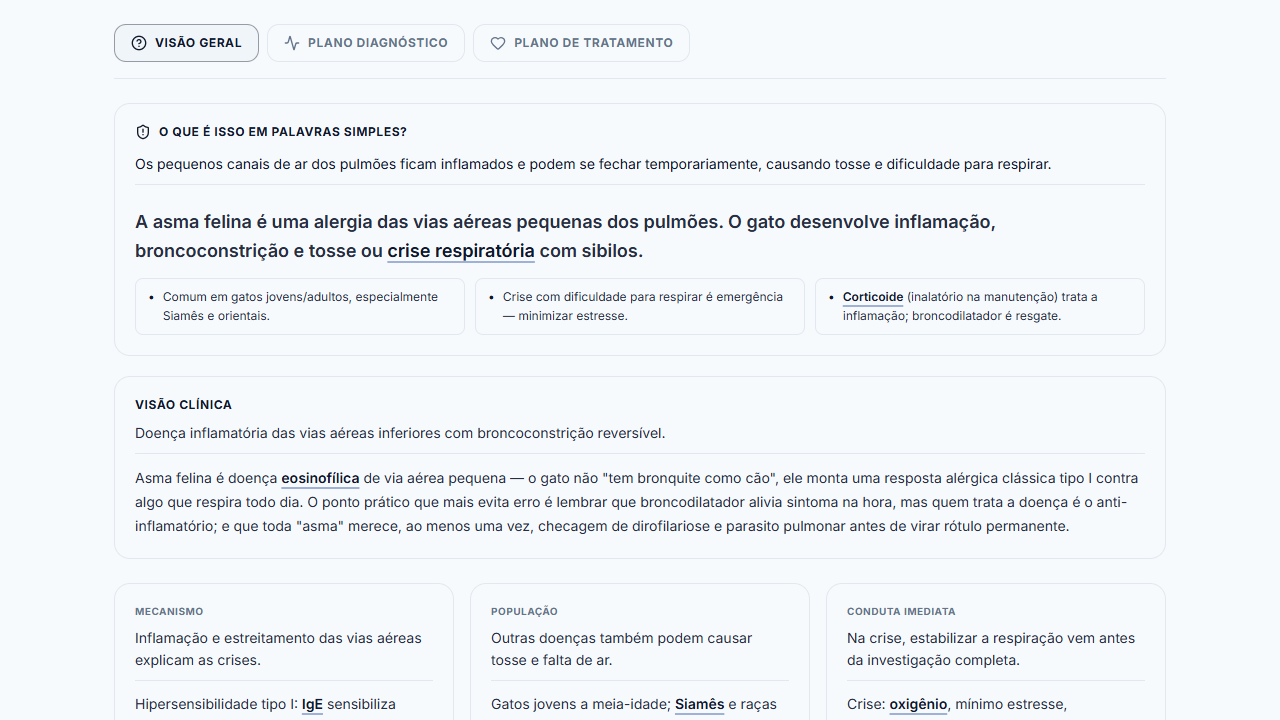 VISÃO GERAL
PLANO DIAGNÓSTICO
PLANO DE TRATAMENTO
O QUE É ISSO EM PALAVRAS SIMPLES?
Os pequenos canais de ar dos pulmões ficam inflamados e podem se fechar temporariamente, causando tosse e dificuldade para respirar.
A asma felina é uma alergia das vias aéreas pequenas dos pulmões. O gato desenvolve inflamação,
broncoconstrição e tosse ou crise respiratória com sibilos.
• Comum em gatos jovens/adultos, especialmente
Siamês e orientais.
• Crise com dificuldade para respirar é emergência
— minimizar estresse.
• Corticoide (inalatório na manutenção) trata a
inflamação; broncodilatador é resgate.
VISÃO CLÍNICA
Doença inflamatória das vias aéreas inferiores com broncoconstrição reversível.
Asma felina é doença eosinofílica de via aérea pequena — o gato não "tem bronquite como cão", ele monta uma resposta alérgica clássica tipo I contra
algo que respira todo dia. O ponto prático que mais evita erro é lembrar que broncodilatador alivia sintoma na hora, mas quem trata a doença é o anti-
inflamatório; e que toda "asma" merece, ao menos uma vez, checagem de dirofilariose e parasito pulmonar antes de virar rótulo permanente.
MECANISMO
Inflamação e estreitamento das vias aéreas
explicam as crises.
Hipersensibilidade tipo I: IgE sensibiliza
POPULAÇÃO
Outras doenças também podem causar
tosse e falta de ar.
Gatos jovens a meia-idade; Siamês e raças
CONDUTA IMEDIATA
Na crise, estabilizar a respiração vem antes
da investigação completa.
Crise: oxigênio, mínimo estresse,